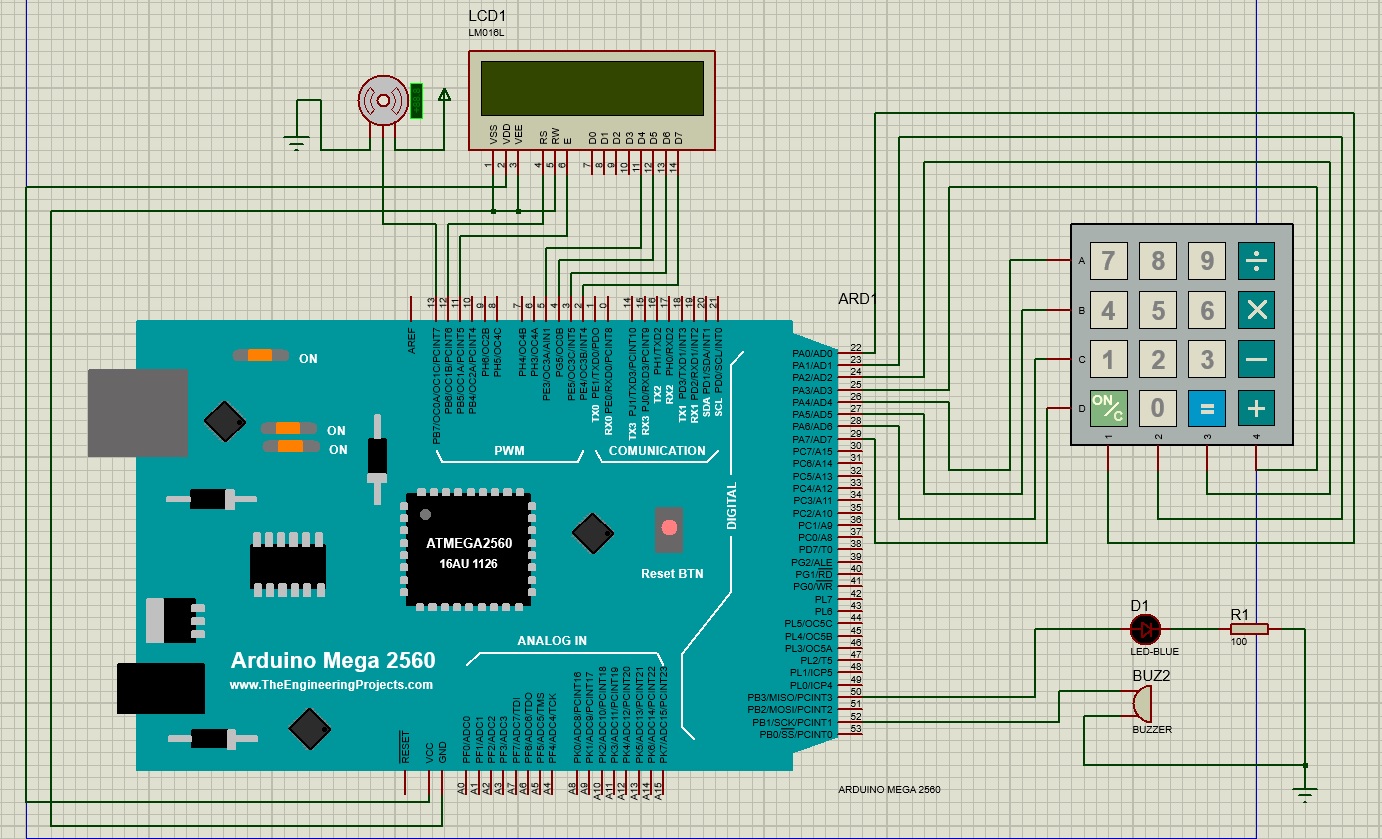 LCD1
LM016L
VSS
VDD
VEE
RS
RW
E
D0
D1
D2
D3
D4
D5
D6
D7
1
2
3
4
5
6
7
8
9
10
11
12
13
14
ARD1
AREF
13
12
11
10
9
8
7
6
5
4
3
2
1
0
14
15
16
17
18
19
20
21
PB7/OC0A/OC1C/PCINT7
PB6/OC1B/PCINT6
PB5/OC1A/PCINT5
PB4/OC2A/PCINT4
PH6/OC2B
PH5/OC4C
PH4/OC4B
PH3/OC4A
PE3/OC3A/AIN1
PG5/OC0B
PE5/OC3C/INT5
PE4/OC3B/INT4
TX0 PE1/TXD0/PDO
RX0 PE0/RXD0/PCINT8
TX3 PJ1/TXD3/PCINT10
RX3 PJ0/RXD3/PCINT9
TX2 PH1/TXD2
RX2 PH0/RXD2
TX1 PD3/TXD1/INT3
RX1 PD2/RXD1/INT2
SDA PD1/SDA/INT1
SCL PD0/SCL/INT0
PWM
COMUNICATION
ON
ON
ON
DIGITAL
ATMEGA2560
16AU 1126
Reset BTN
ANALOG IN
Arduino Mega 2560
www.TheEngineeringProjects.com
PA0/AD0 22
PA1/AD1 23
PA2/AD2 24
PA3/AD3 25
PA4/AD4 26
PA5/AD5 27
PA6/AD6 28
PA7/AD7 29
PC7/A15 30
PC6/A14 31
PC5/A13 32
PC4/A12 33
PC3/A11 34
PC2/A10 35
PC1/A9 36
PC0/A8 37
PD7/T0 38
PG2/ALE 39
PG1/RD 40
PG0/WR 41
PL7 42
PL6 43
PL5/OC5C 44
PL4/OC5B 45
PL3/OC5A 46
PL2/T5 47
PL1/ICP5 48
PL0/ICP4 49
PB3/MISO/PCINT3 50
PB2/MOSI/PCINT2 51
PB1/SCK/PCINT1 52
PB0/SS/PCINT0 53
RESET
VCC
GND
PF0/ADC0
PF1/ADC1
PF2/ADC2
PF3/ADC3
PF7/ADC7/TDI
PF6/ADC6/TDO
PF5/ADC5/TMS
PF4/ADC4/TCK
PK0/ADC8/PCINT16
PK1/ADC9/PCINT17
PK2/ADC10/PCINT18
PK3/ADC11/PCINT19
PK4/ADC12/PCINT20
PK5/ADC13/PCINT21
PK6/ADC14/PCINT22
PK7/ADC15/PCINT23
A0
A1
A2
A3
A7
A6
A5
A4
A8
A9
A10
A11
A12
A13
A14
A15
ARDUINO MEGA 2560
A 7 8 9 ÷
B 4 5 6 ×
C 1 2 3 −
D ON/C 0 = +
1 2 3 4
D1
LED-BLUE
R1
100
BUZ2
BUZZER